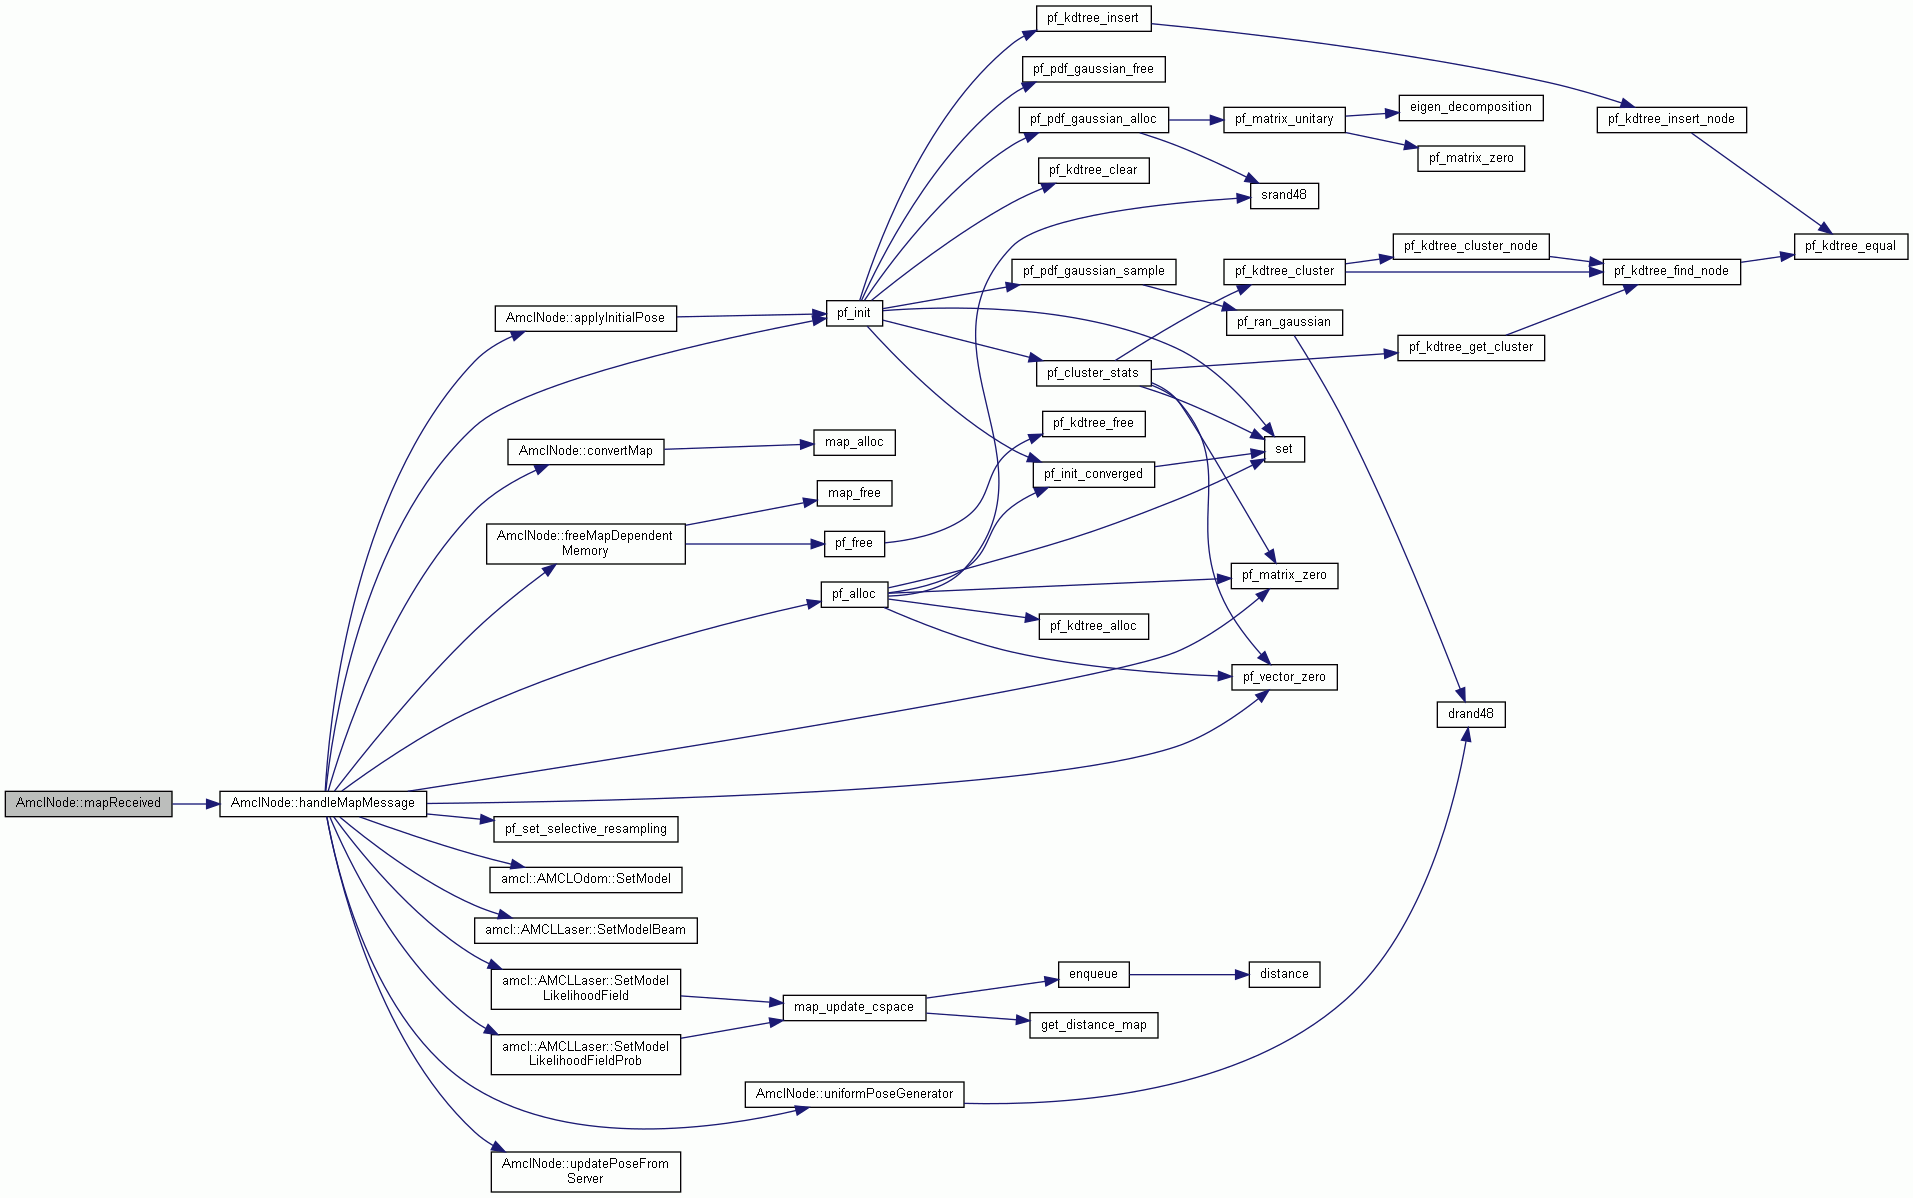 pf_kdtree_insert
pf_pdf_gaussian_free
eigen_decomposition
pf_pdf_gaussian_alloc
pf_matrix_unitary
pf_kdtree_insert_node
pf_matrix_zero
pf_kdtree_clear
srand48
pf_kdtree_cluster_node
pf_kdtree_equal
pf_pdf_gaussian_sample
pf_kdtree_cluster
pf_kdtree_find_node
AmclNode::applyInitialPose
pf_init
pf_ran_gaussian
pf_kdtree_get_cluster
pf_cluster_stats
pf_kdtree_free
AmclNode::convertMap
map_alloc
set
pf_init_converged
map_free
AmclNode::freeMapDependent
Memory
pf_free
pf_matrix_zero
pf_alloc
pf_kdtree_alloc
pf_vector_zero
drand48
AmclNode::mapReceived
AmclNode::handleMapMessage
pf_set_selective_resampling
amcl::AMCLOdom::SetModel
amcl::AMCLLaser::SetModelBeam
enqueue
distance
amcl::AMCLLaser::SetModel
LikelihoodField
map_update_cspace
get_distance_map
amcl::AMCLLaser::SetModel
LikelihoodFieldProb
AmclNode::uniformPoseGenerator
AmclNode::updatePoseFrom
Server